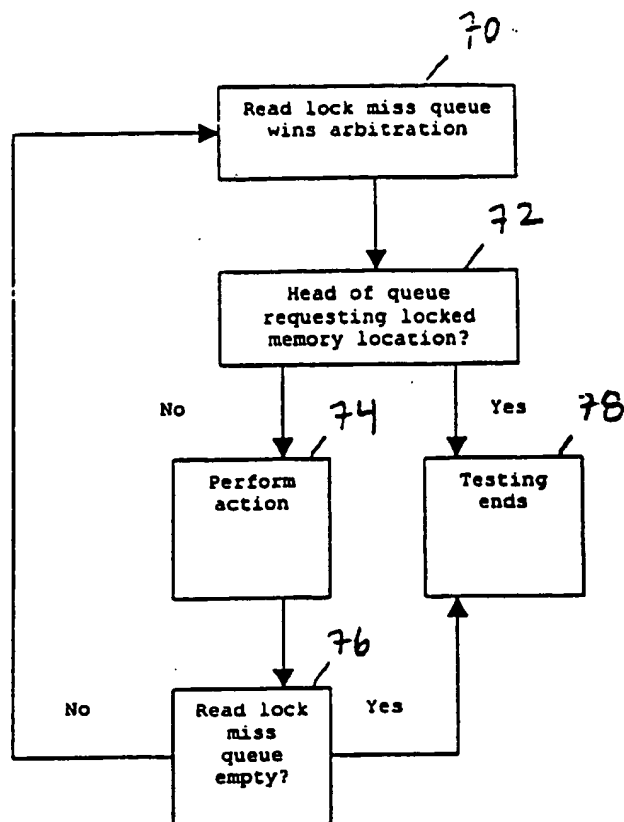 70
Read lock miss queue
wins arbitration
72
Head of queue
requesting locked
memory location?
No
74
Yes
78
Perform
action
Testing
ends
76
No
Read lock
miss
queue
empty?
Yes